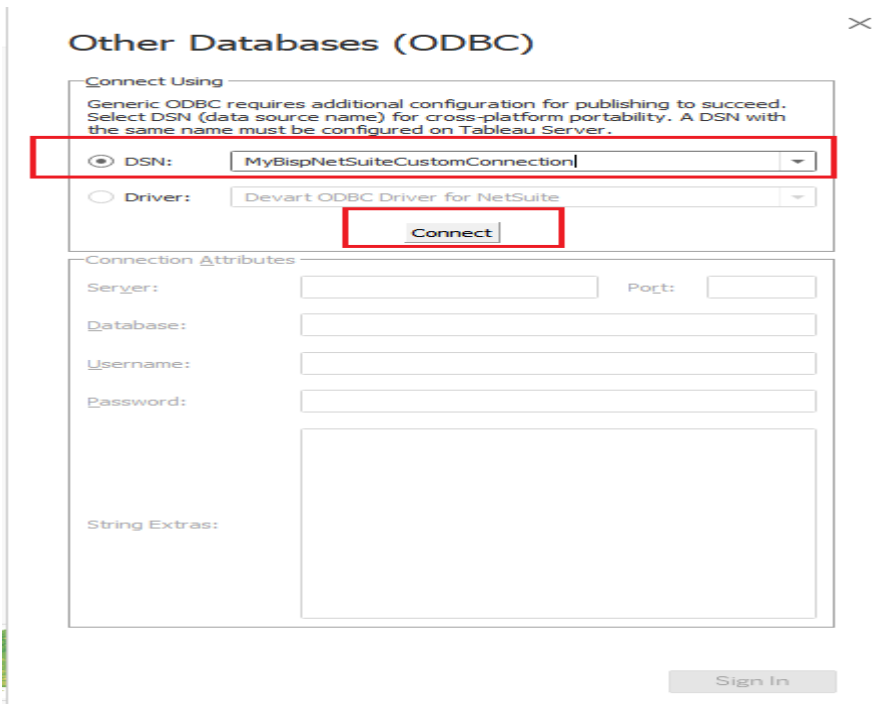 Other Databases (ODBC)
Connect Using
Generic ODBC requires additional configuration for publishing to succeed.
Select DSN (data source name) for cross-platform portability. A DSN with
the same name must be configured on Tableau Server.
DSN: MyBispNetSuiteCustomConnection
Driver: Devart ODBC Driver for NetSuite
Connect
Connection Attributes
Server: Port:
Database:
Username:
Password:
String Extras:
Sign In